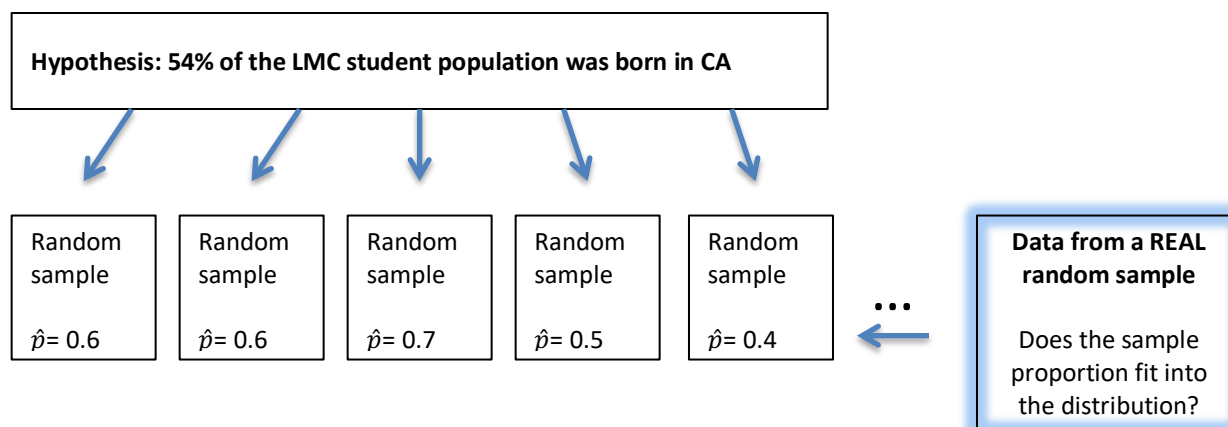 Hypothesis: 54% of the LMC student population was born in CA
Random
sample
p̂= 0.6
Random
sample
p̂= 0.6
Random
sample
p̂= 0.7
Random
sample
p̂= 0.5
Random
sample
p̂= 0.4
...
Data from a REAL
random sample
Does the sample
proportion fit into
the distribution?